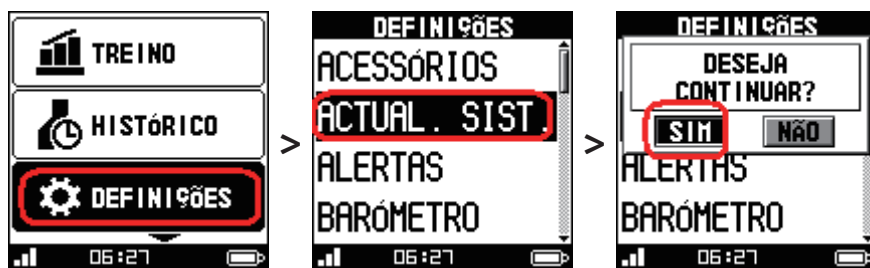 TREINO
HISTÓRICO
DEFINIÇÕES
06:27
>
DEFINIÇÕES
ACESSÓRIOS
ACTUAL. SIST.
ALERTAS
BARÓMETRO
06:27
>
DEFINIÇÕES
DESEJA
CONTINUAR?
SIM NÃO
ALERTAS
BARÓMETRO
06:27